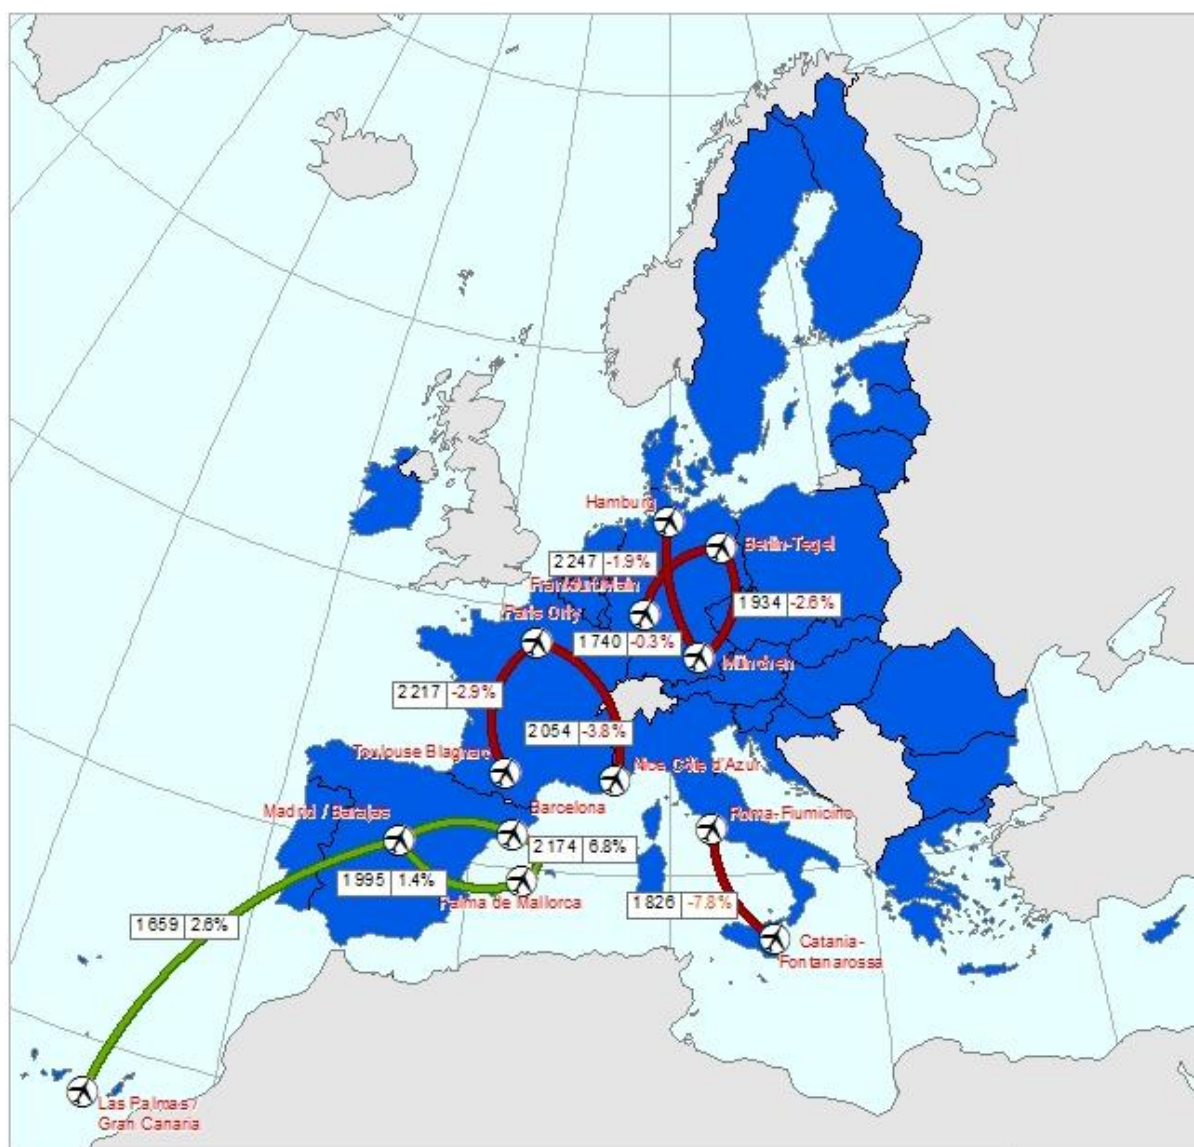 Hamburg
Berlin-Tegel
2 247 -1.9%
Frankfurt/Main
1 934 -2.6%
Paris Orly
1 740 -0.3%
München
2 217 -2.9%
2 054 -3.8%
Toulouse Blagnac
Nice, Côte d'Azur
Barcelona
Madrid / Barajas
Roma-Fiumicino
2 174 6.8%
1 995 1.4%
Palma de Mallorca
1 826 -7.8%
1 659 2.6%
Catania-
Fontanarossa
Las Palmas /
Gran Canaria